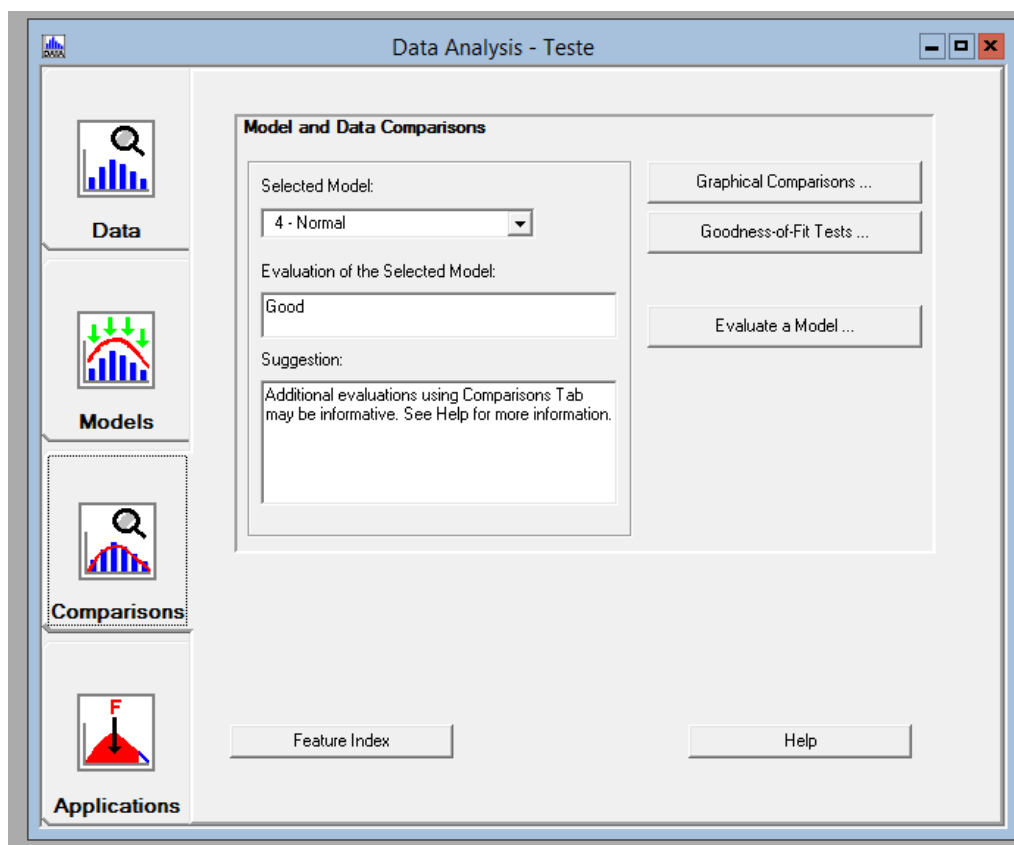 DATA
Data Analysis - Teste
Data
Models
Comparisons
F
Applications
Model and Data Comparisons
Selected Model:
4 - Normal
Evaluation of the Selected Model:
Good
Suggestion:
Additional evaluations using Comparisons Tab
may be informative. See Help for more information.
Graphical Comparisons ...
Goodness-of-Fit Tests ...
Evaluate a Model ...
Feature Index
Help